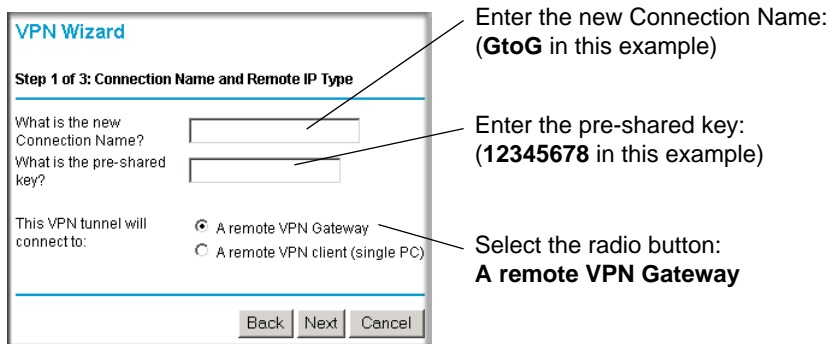 VPN Wizard
Step 1 of 3: Connection Name and Remote IP Type
What is the new
Connection Name?
What is the pre-shared
key?
This VPN tunnel will
connect to:
A remote VPN Gateway
A remote VPN client (single PC)
Back Next Cancel
Enter the new Connection Name:
(GtoG in this example)
Enter the pre-shared key:
(12345678 in this example)
Select the radio button:
A remote VPN Gateway